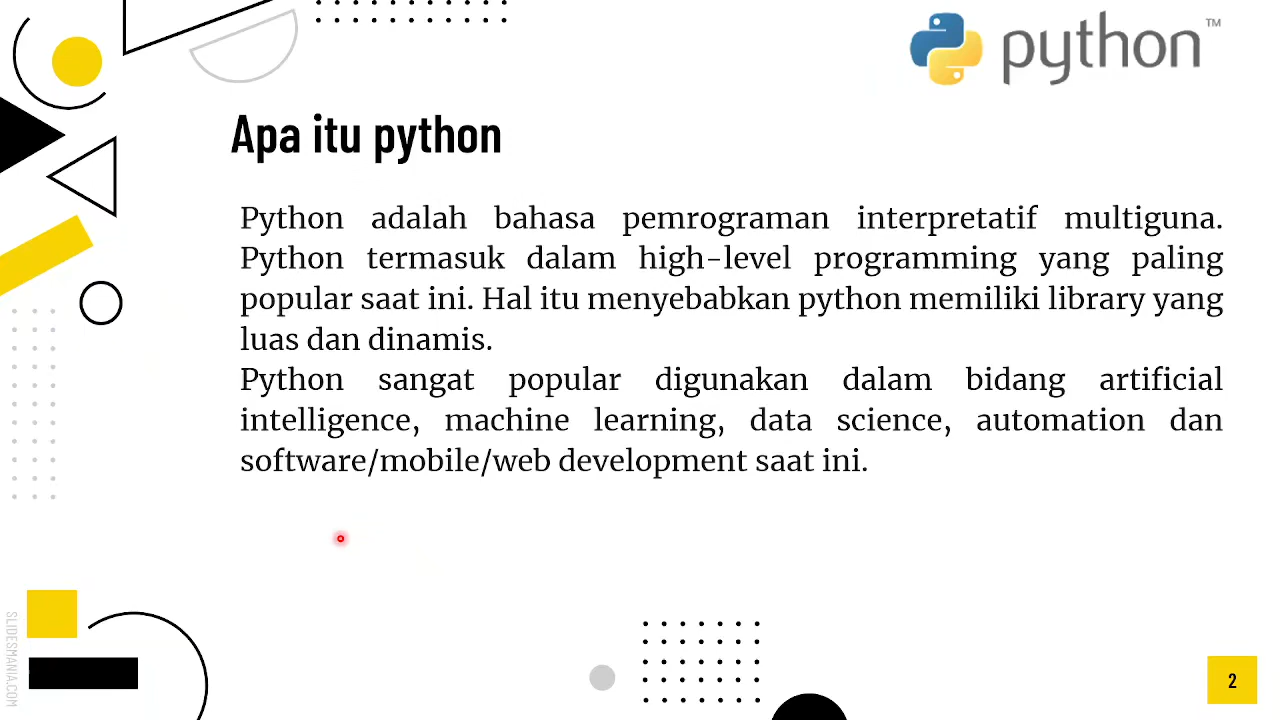 python™
Apa itu python
Python adalah bahasa pemrograman interpretatif multiguna.
Python termasuk dalam high-level programming yang paling
popular saat ini. Hal itu menyebabkan python memiliki library yang
luas dan dinamis.
Python sangat popular digunakan dalam bidang artificial
intelligence, machine learning, data science, automation dan
software/mobile/web development saat ini.
SLIDESMANIA.COM
2